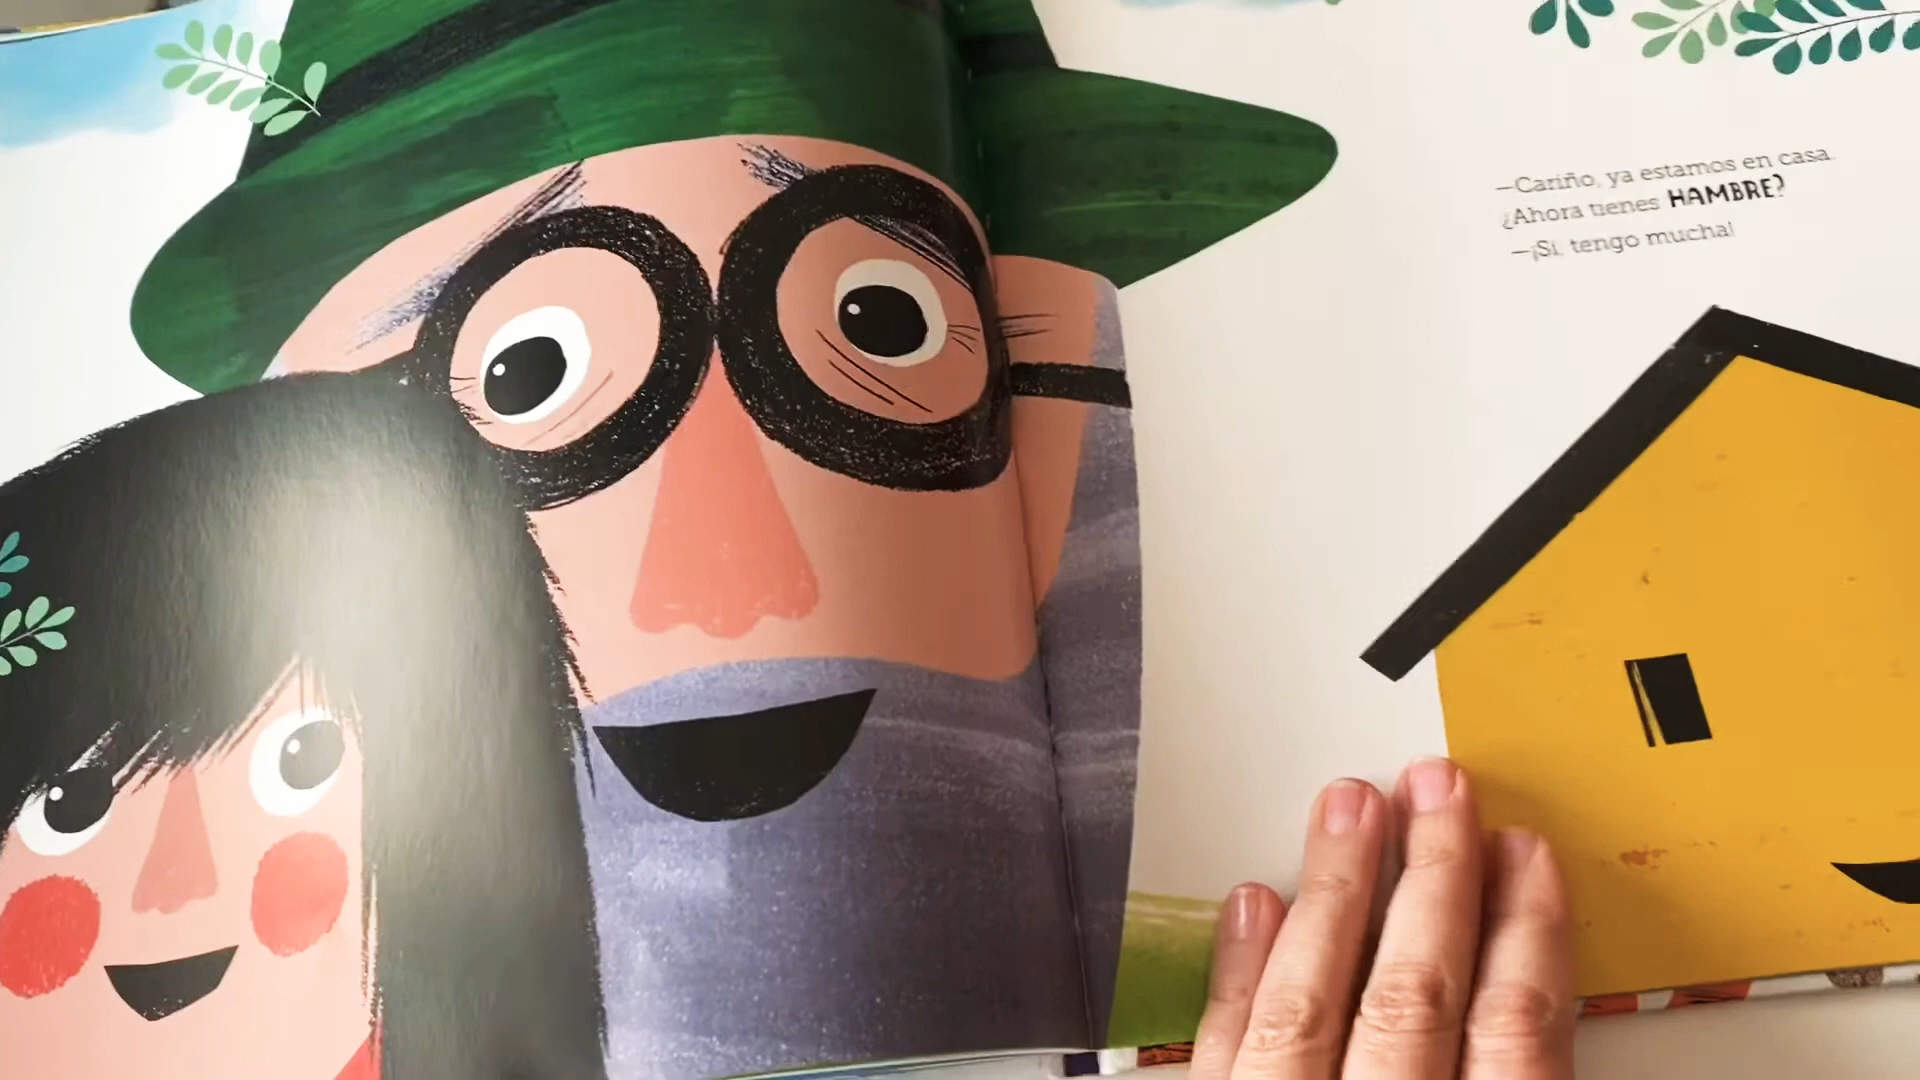 —Cariño, ya estamos en casa.
¿Ahora tienes HAMBRE?
—¡Sí, tengo mucha!